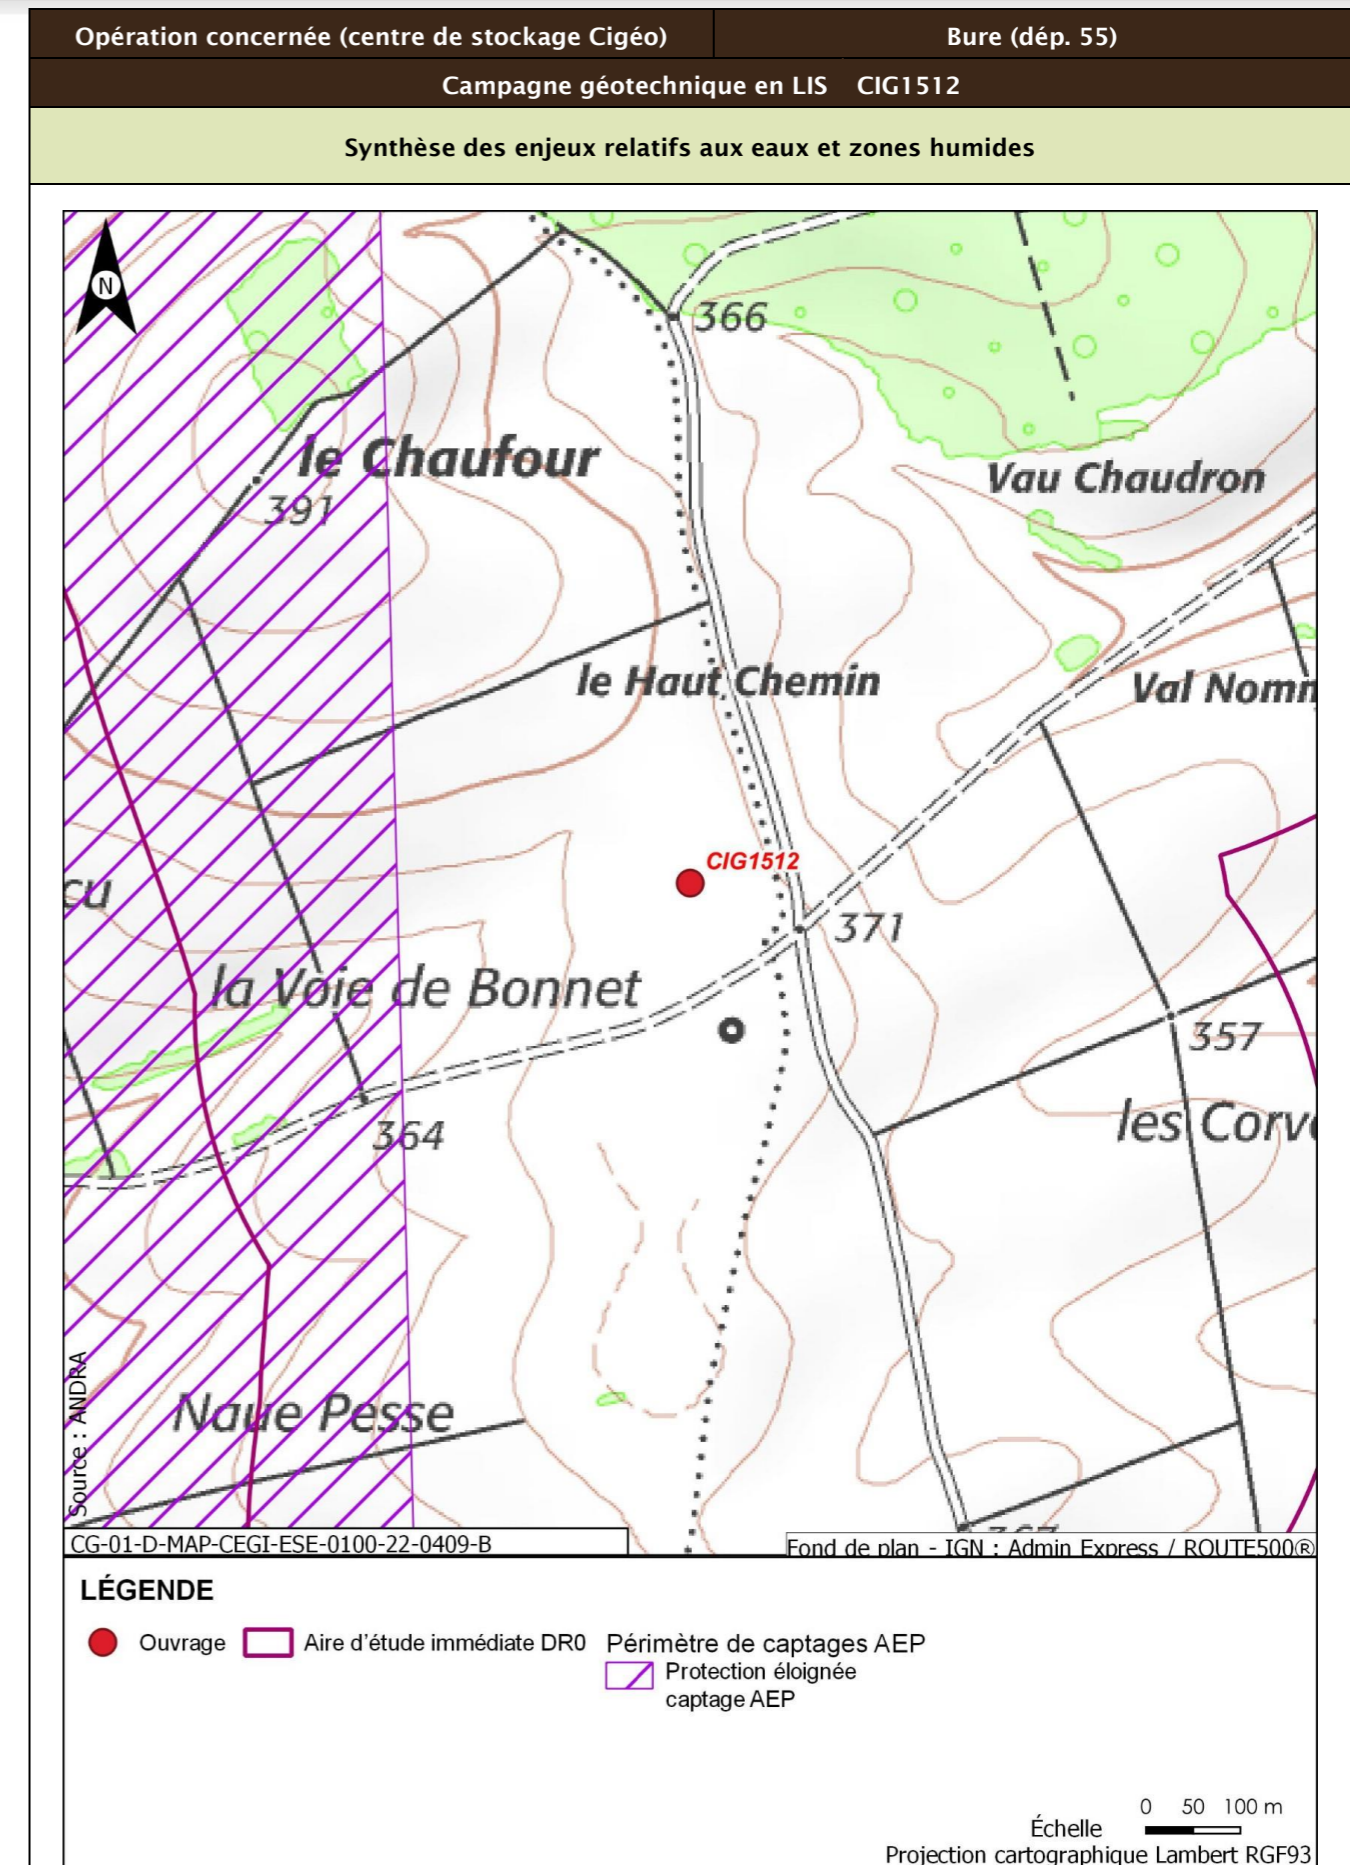 Opération concernée (centre de stockage Cigéo) Bure (dép. 55)
Campagne géotechnique en LIS CIG1512
Synthèse des enjeux relatifs aux eaux et zones humides
N
366
le Chaufour
Vau Chaudron
391
le Haut Chemin
Val Nomm
CIG1512
cu
371
la Voie de Bonnet
357
les Corv
364
Naue Pesse
Source : ANDRA
367
CG-01-D-MAP-CEGI-ESE-0100-22-0409-B
Fond de plan - IGN : Admin Express / ROUTE500®
LÉGENDE
Ouvrage Aire d'étude immédiate DR0 Périmètre de captages AEP
Protection éloignée
captage AEP
0 50 100 m
Échelle
Projection cartographique Lambert RGF93